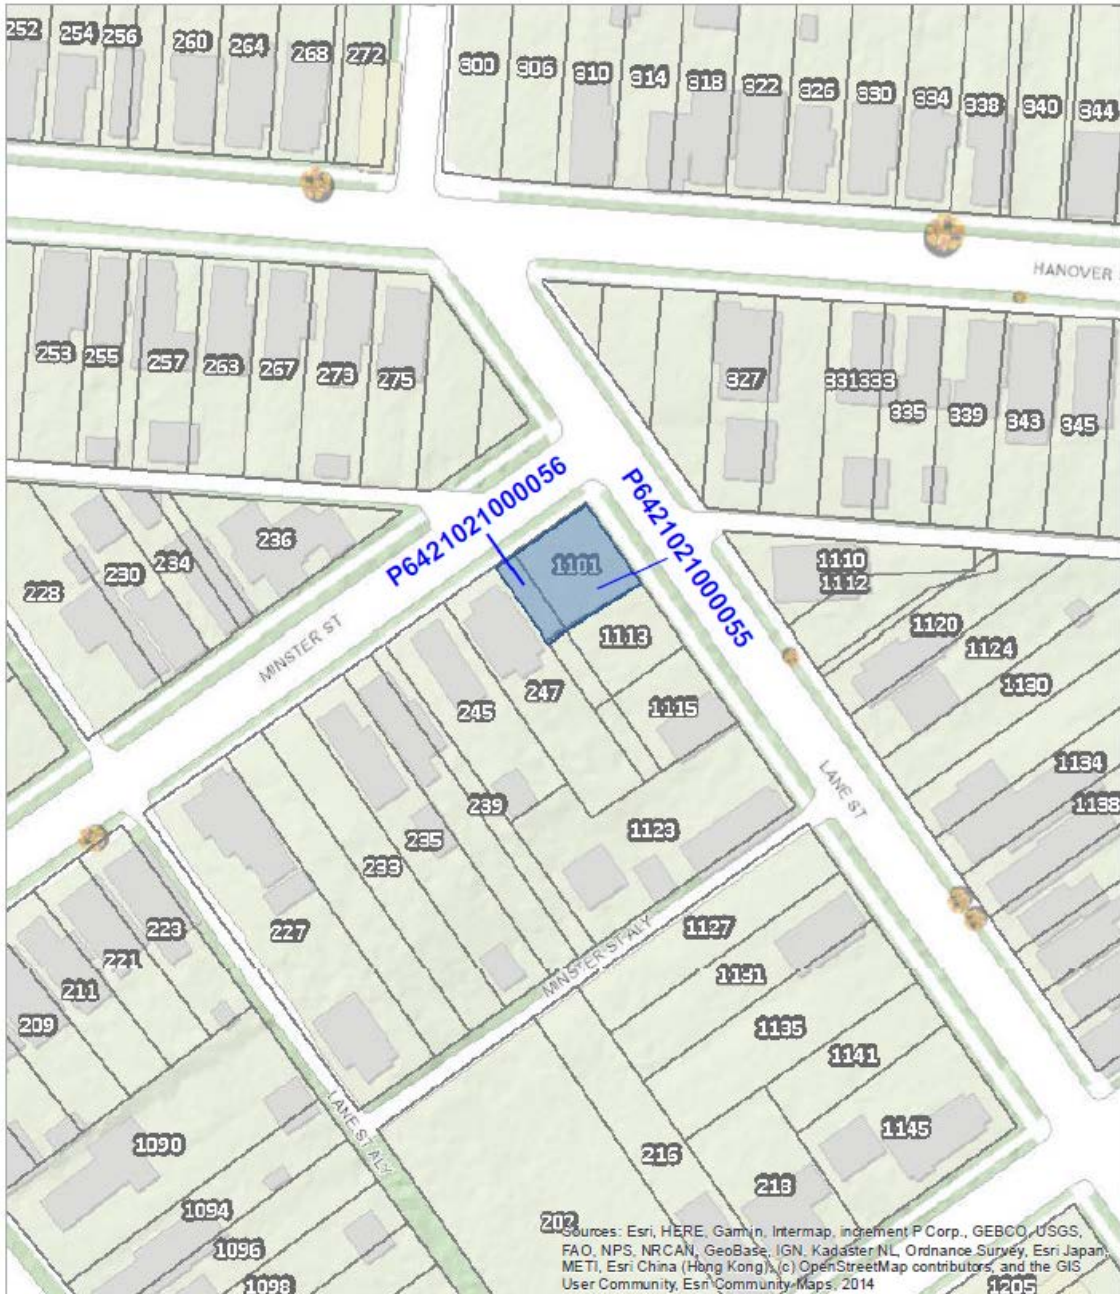 252 254 256 260 264 268 272
300 306 310 314 318 322 326 330 334 338 340 344
HANOVER
253 255 257 263 267 273 275
327 331333 335 339 343 345
P6421021000056
P6421021000055
1101
228 230 234 236
1110
1112
1120
1124
1130
1113
MINSTER ST
247
245
1115
LANE ST
1134
1138
239
235
233
1123
227
223
221
211
209
1127
MINSTER ST ALY
1131
1135
1141
LANE ST ALY
1145
1090
216
218
1094
202
1096
1098
1205
Sources: Esri, HERE, Garmin, Intermap, increment P Corp., GEBCO, USGS,
FAO, NPS, NRCAN, GeoBase, IGN, Kadaster NL, Ordnance Survey, Esri Japan,
METI, Esri China (Hong Kong), (c) OpenStreetMap contributors, and the GIS
User Community, Esri Community Maps, 2014